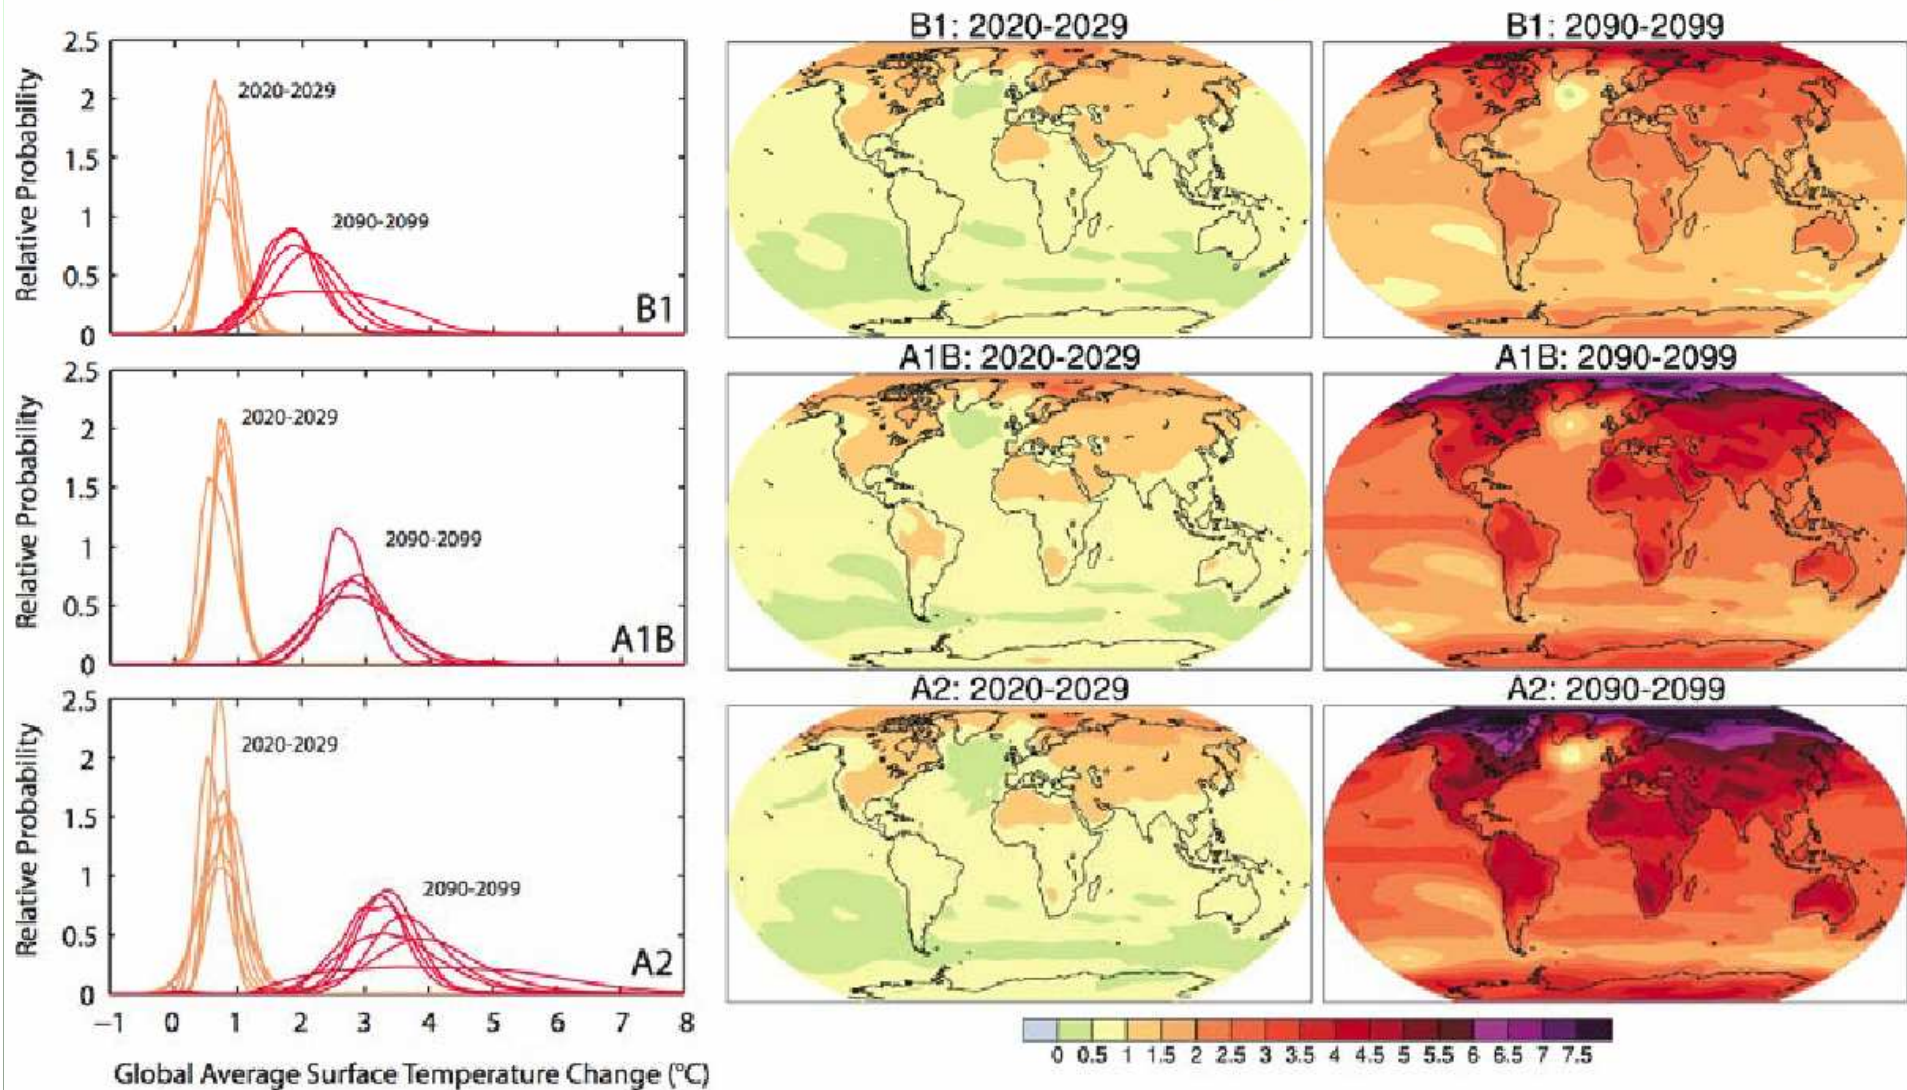 B1: 2020-2029
B1: 2090-2099
2.5
2
1.5
1
0.5
0
Relative Probability
2020-2029
2090-2099
B1
A1B: 2020-2029
A1B: 2090-2099
2.5
2
1.5
1
0.5
0
Relative Probability
2020-2029
2090-2099
A1B
A2: 2020-2029
A2: 2090-2099
2.5
2
1.5
1
0.5
0
Relative Probability
2020-2029
2090-2099
A2
−1 0 1 2 3 4 5 6 7 8
Global Average Surface Temperature Change (°C)
0 0.5 1 1.5 2 2.5 3 3.5 4 4.5 5 5.5 6 6.5 7 7.5